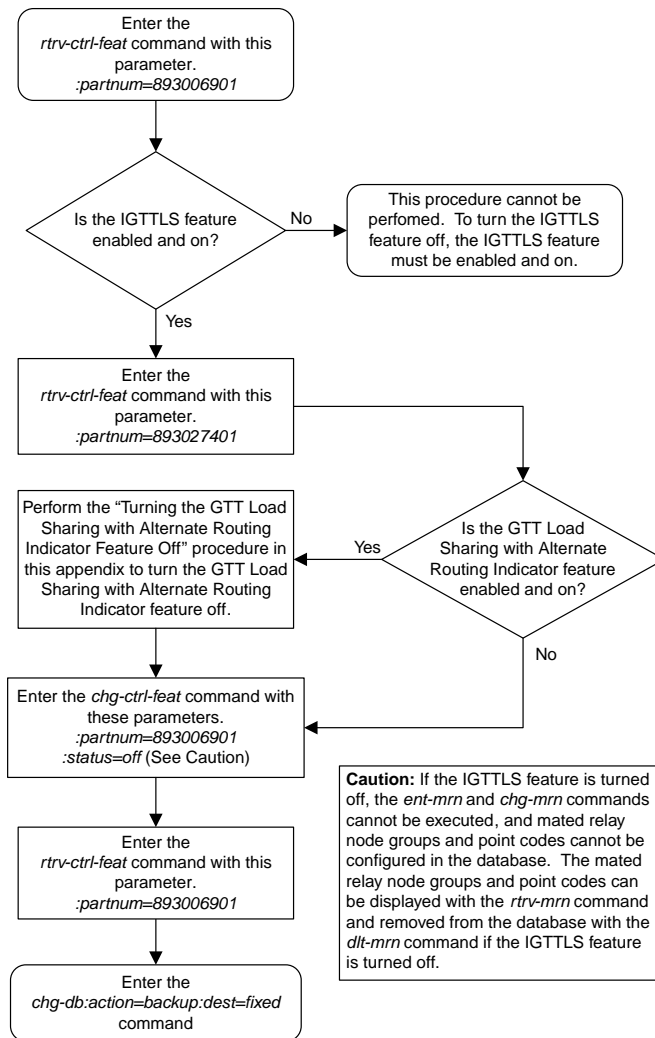 Enter the
rtrv-ctrl-feat command with this
parameter.
:partnum=893006901
Is the IGTTLS feature
enabled and on?
No
This procedure cannot be
perfomed.  To turn the IGTTLS
feature off, the IGTTLS feature
must be enabled and on.
Yes
Enter the
rtrv-ctrl-feat command with this
parameter.
:partnum=893027401
Is the GTT Load
Sharing with Alternate
Routing Indicator feature
enabled and on?
Yes
Perform the “Turning the GTT Load
Sharing with Alternate Routing
Indicator Feature Off” procedure in
this appendix to turn the GTT Load
Sharing with Alternate Routing
Indicator feature off.
No
Enter the chg-ctrl-feat command with
these parameters.
:partnum=893006901
:status=off (See Caution)
Caution: If the IGTTLS feature is turned
off, the ent-mrn and chg-mrn commands
cannot be executed, and mated relay
node groups and point codes cannot be
configured in the database.  The mated
relay node groups and point codes can
be displayed with the rtrv-mrn command
and removed from the database with the
dlt-mrn command if the IGTTLS feature
is turned off.
Enter the
rtrv-ctrl-feat command with this
parameter.
:partnum=893006901
Enter the
chg-db:action=backup:dest=fixed
command